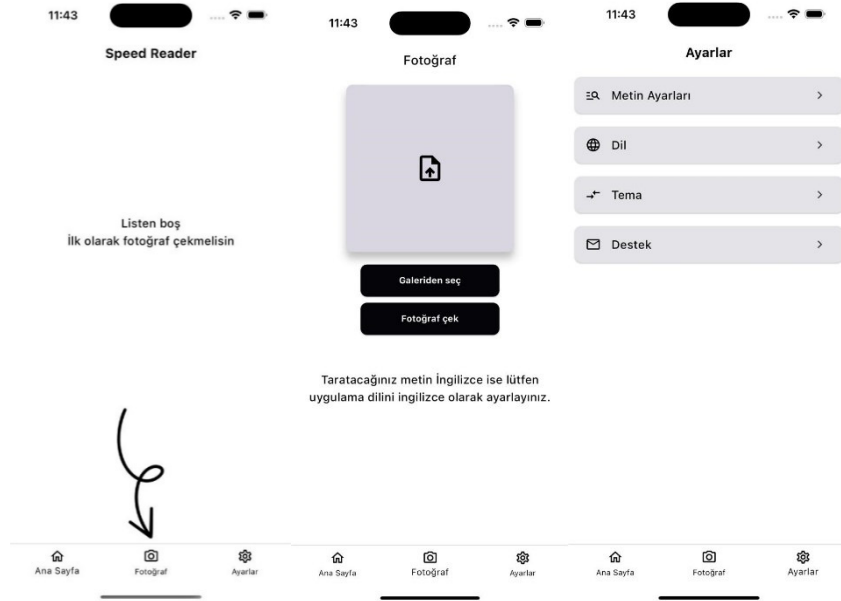 11:43
Speed Reader
Listen boş
İlk olarak fotoğraf çekmelisin
Ana Sayfa
Fotoğraf
Ayarlar
11:43
Fotoğraf
Galeriden seç
Fotoğraf çek
Taratacağınız metin İngilizce ise lütfen
uygulama dilini ingilizce olarak ayarlayınız.
Ana Sayfa
Fotoğraf
Ayarlar
11:43
Ayarlar
Metin Ayarları
Dil
Tema
Destek
Ana Sayfa
Fotoğraf
Ayarlar